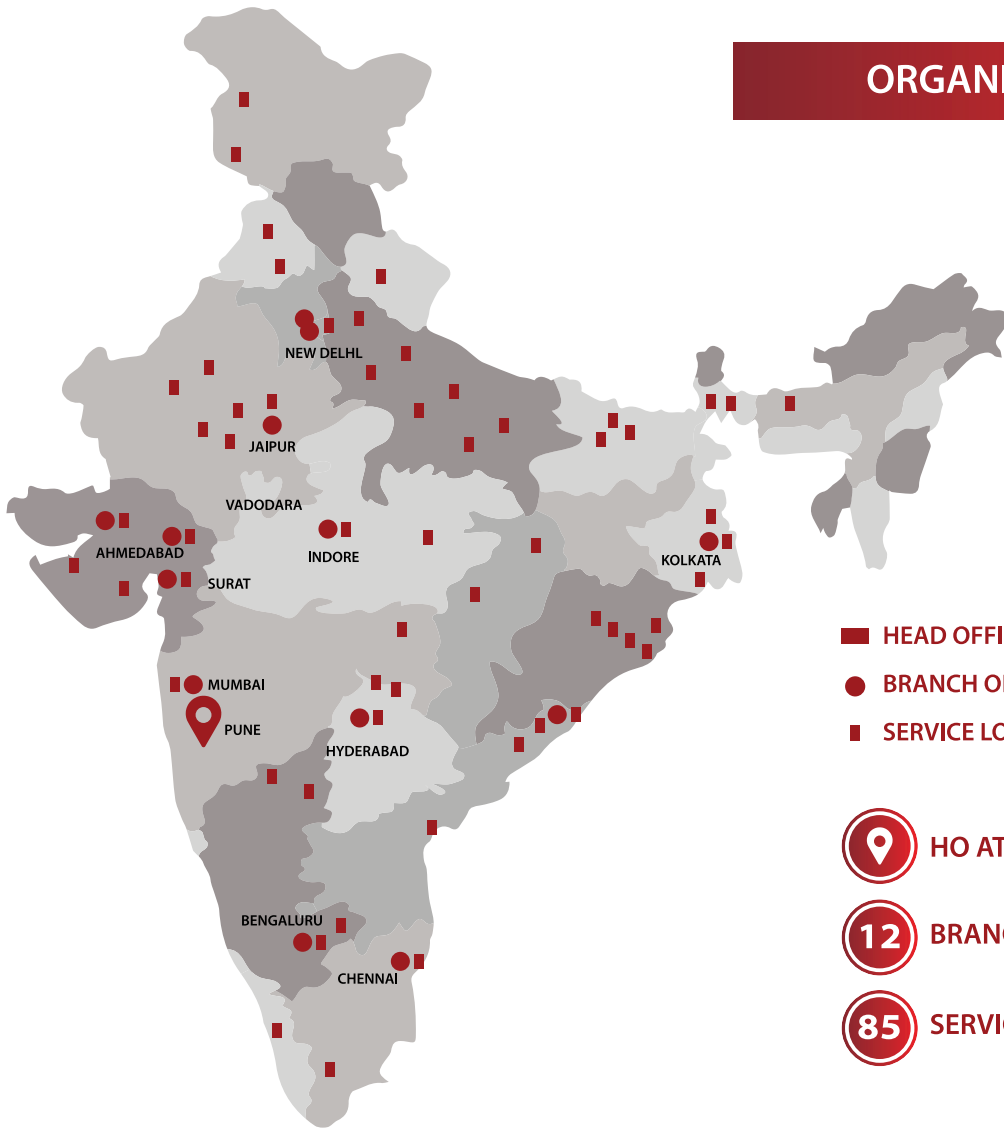 ORGANI
NEW DELHL
JAIPUR
VADODARA
AHMEDABAD
INDORE
KOLKATA
SURAT
HEAD OFFI
MUMBAI
BRANCH O
PUNE
SERVICE LO
HYDERABAD
HO AT
BENGALURU
12 BRANC
CHENNAI
85 SERVIC